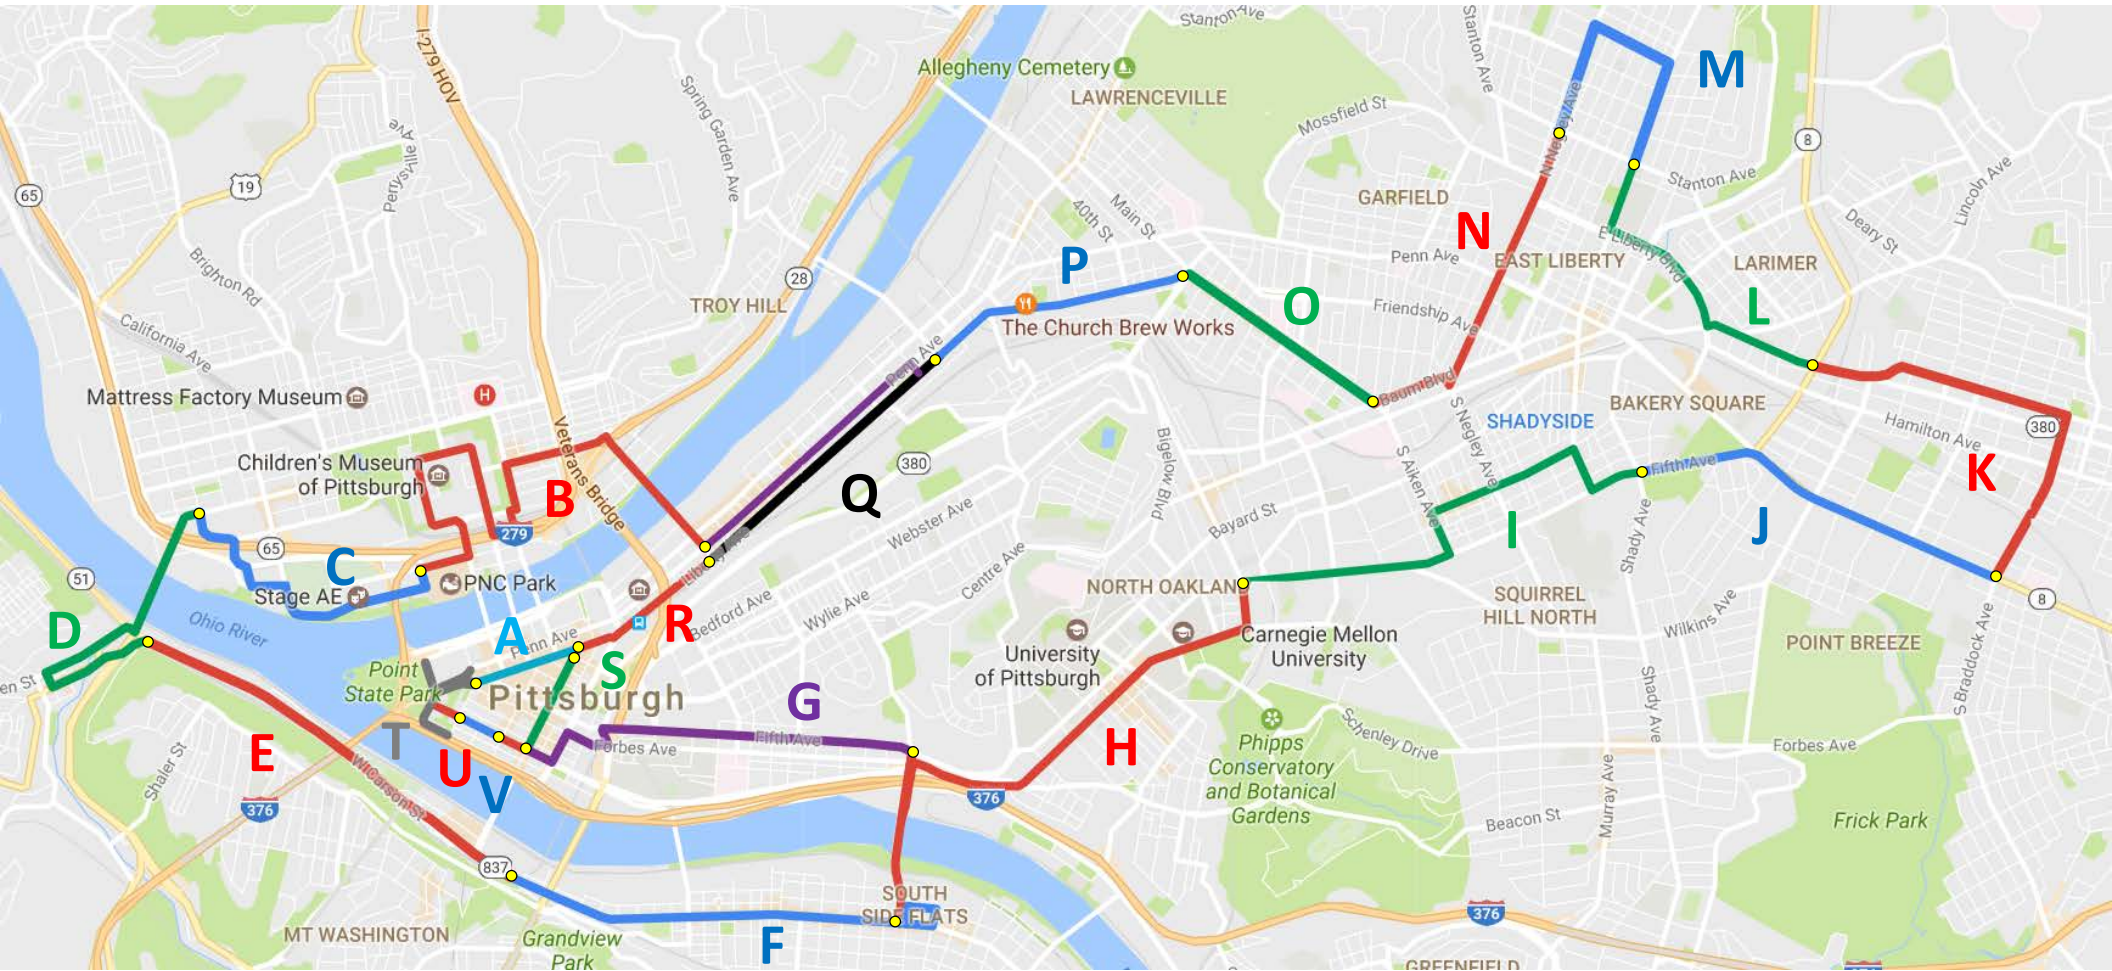 Stanton Ave
I-279 HOV
Stanton Ave
Allegheny Cemetery
M
LAWRENCEVILLE
Spring Garden Ave
Mossfield St
N Negley Ave
8
Perrysville Ave
65
19
Stanton Ave
Lincoln Ave
40th St
Main St
GARFIELD
N
Deary St
E Liberty Blvd
Brighton Rd
28
P
Penn Ave
EAST LIBERTY
LARIMER
TROY HILL
O
Friendship Ave
L
The Church Brew Works
California Ave
Penn Ave
Baum Blvd
Mattress Factory Museum
H
SHADYSIDE
BAKERY SQUARE
S Negley Ave
Hamilton Ave
380
Veterans Bridge
Children's Museum
of Pittsburgh
380
Bigelow Blvd
S Aiken Ave
Fifth Ave
K
B
Q
279
Webster Ave
Bayard St
I
J
Shady Ave
65
C
Liberty Ave
51
PNC Park
Centre Ave
NORTH OAKLAND
Stage AE
SQUIRREL
HILL NORTH
8
D
Ohio River
A
Penn Ave
R
Bedford Ave
Wylie Ave
Wilkins Ave
Carnegie Mellon
University
POINT BREEZE
University
of Pittsburgh
S Braddock Ave
Point
State Park
S
en St
Pittsburgh
G
Shady Ave
T
E
U
V
Forbes Ave
Fifth Ave
H
Schenley Drive
Forbes Ave
Phipps
Conservatory
and Botanical
Gardens
Shaler St
W Carson St
376
376
Murray Ave
Beacon St
Frick Park
837
SOUTH
SIDE FLATS
376
MT WASHINGTON
Grandview
Park
F
GREENFIELD